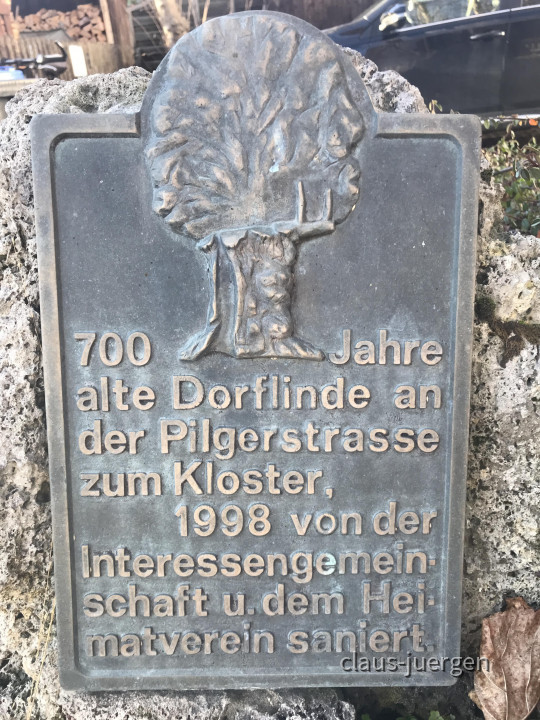 700 Jahre
alte Dorflinde an
der Pilgerstrasse
zum Kloster,
1998 von der
Interessengemein-
schaft u. dem Hei-
matverein saniert.
claus-juergen